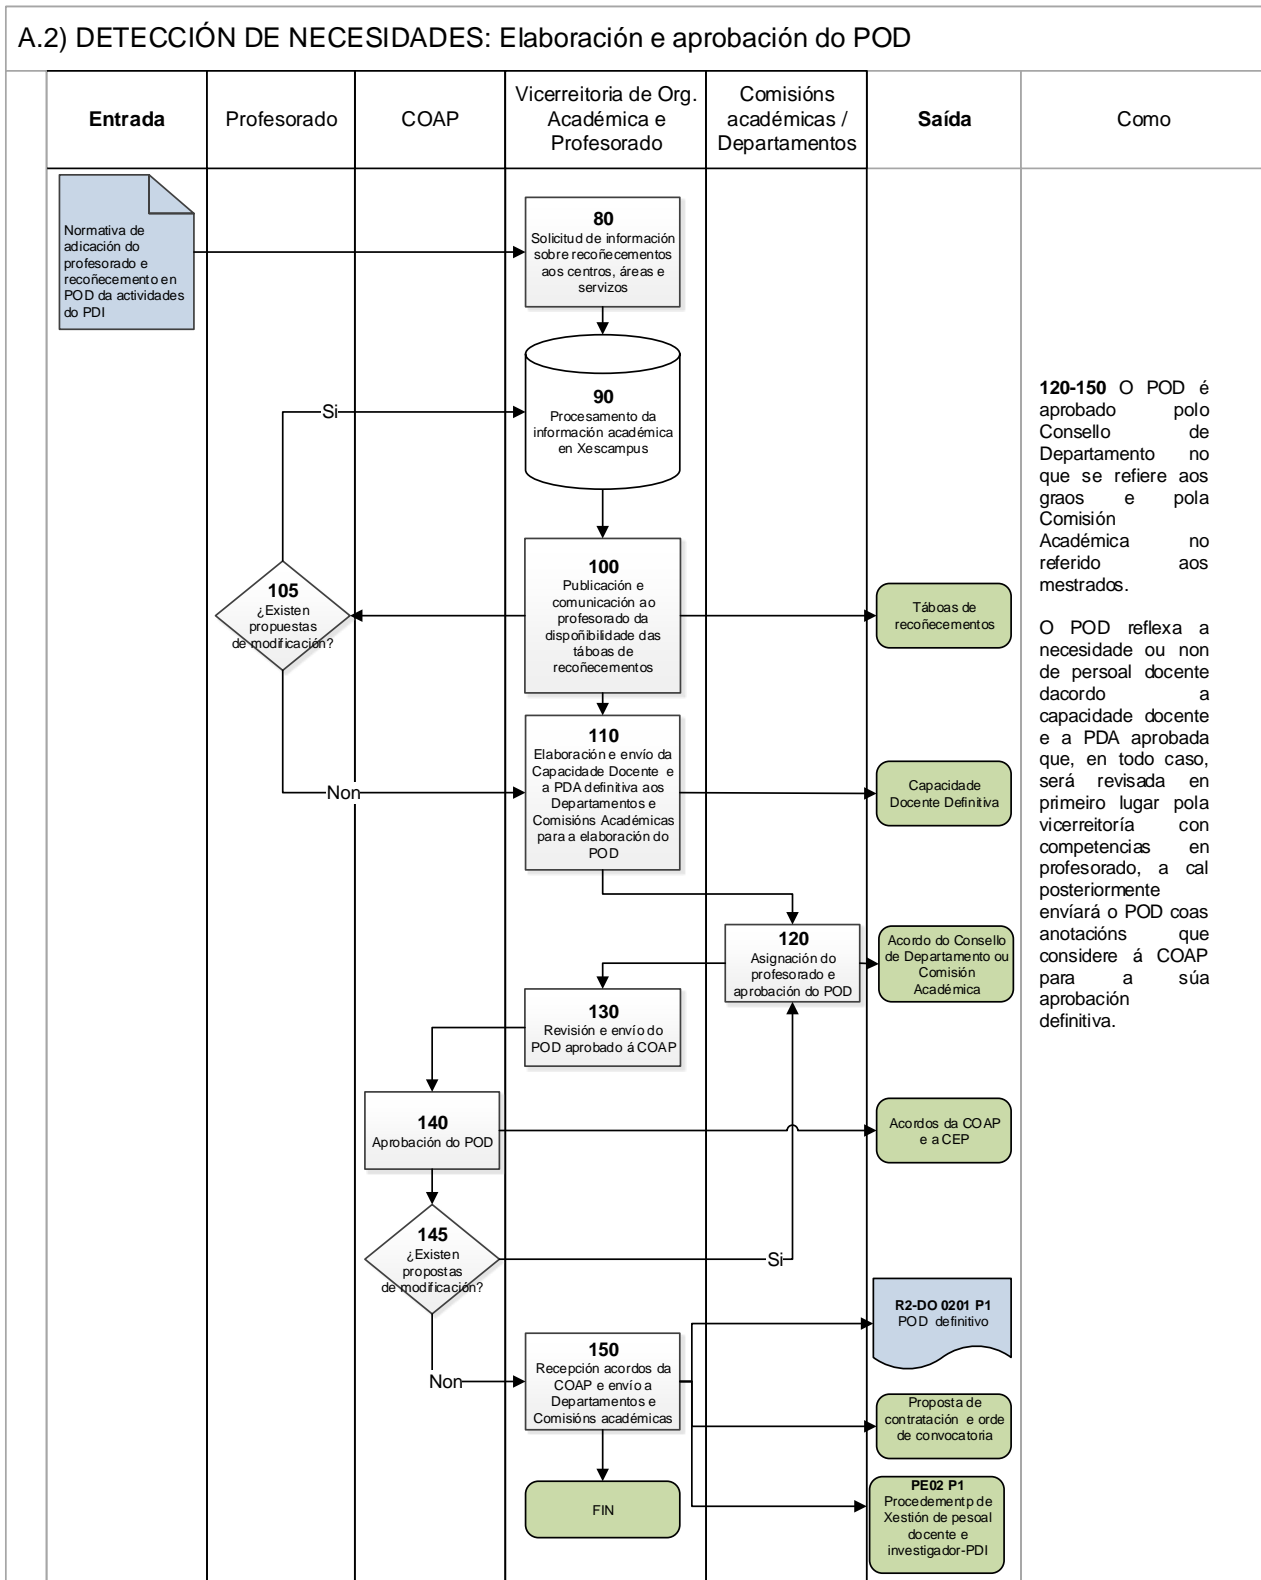 A.2) DETECCIÓN DE NECESIDADES: Elaboración e aprobación do POD
Entrada
Profesorado
COAP
Vicerreitoria de Org.
Académica e
Profesorado
Comisións
académicas /
Departamentos
Saída
Como
Normativa de
adicación do
profesorado e
recoñecemento en
POD da actividades
do PDI
80
Solicitud de información
sobre recoñecementos
aos centros, áreas e
servizos
90
Procesamento da
información académica
en Xescampus
Si
100
Publicación e
comunicación ao
profesorado da
dispoñibilidade das
táboas de
recoñecementos
105
¿Existen
propuestas
de modificación?
Táboas de
recoñecementos
110
Elaboración e envío da
Capacidade Docente e
a PDA definitiva aos
Departamentos e
Comisións Académicas
para a elaboración do
POD
Non
Capacidade
Docente Definitiva
120
Asignación do
profesorado e
aprobación do POD
Acordo do Consello
de Departamento ou
Comisión
Académica
130
Revisión e envío do
POD aprobado á COAP
140
Aprobación do POD
Acordos da COAP
e a CEP
145
¿Existen
propostas
de modificación?
Si
Non
150
Recepción acordos da
COAP e envío a
Departamentos e
Comisións académicas
R2-DO 0201 P1
POD definitivo
Proposta de
contratación e orde
de convocatoria
FIN
PE02 P1
Procedementp de
Xestión de pesoal
docente e
investigador-PDI
120-150 O POD é
aprobado polo
Consello de
Departamento no
que se refiere aos
graos e pola
Comisión
Académica no
referido aos
mestrados.
O POD reflexa a
necesidade ou non
de persoal docente
dacordo a
capacidade docente
e a PDA aprobada
que, en todo caso,
será revisada en
primeiro lugar pola
vicerreitoría con
competencias en
profesorado, a cal
posteriormente
envíará o POD coas
anotacións que
considere á COAP
para a súa
aprobación
definitiva.